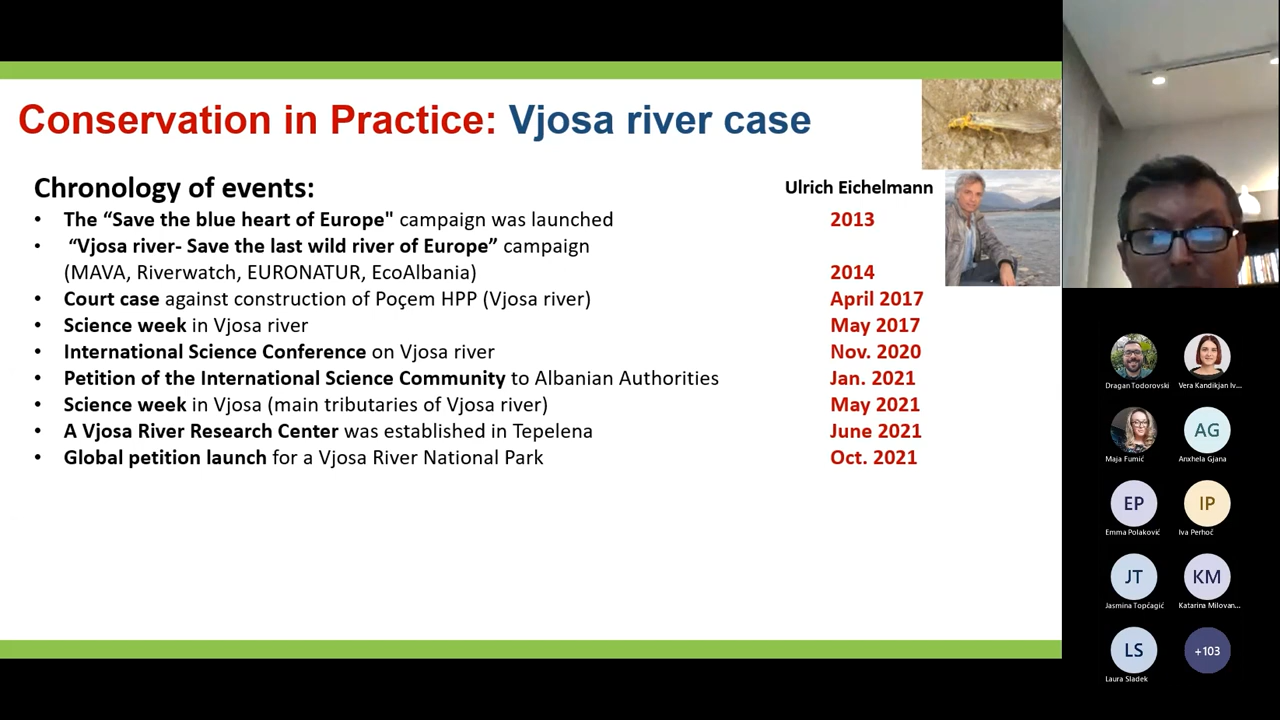 Conservation in Practice: Vjosa river case
Chronology of events:
Ulrich Eichelmann
• The “Save the blue heart of Europe" campaign was launched 2013
• “Vjosa river- Save the last wild river of Europe” campaign
(MAVA, Riverwatch, EURONATUR, EcoAlbania) 2014
• Court case against construction of Poçem HPP (Vjosa river) April 2017
• Science week in Vjosa river May 2017
• International Science Conference on Vjosa river Nov. 2020
• Petition of the International Science Community to Albanian Authorities Jan. 2021
• Science week in Vjosa (main tributaries of Vjosa river) May 2021
• A Vjosa River Research Center was established in Tepelena June 2021
• Global petition launch for a Vjosa River National Park Oct. 2021
Dragan Todorovski
Vera Kandikjan Iv...
Maja Fumić
AG
Anxhela Gjana
EP
Emma Polaković
IP
Iva Perhoč
JT
Jasmina Topčagić
KM
Katarina Milovan...
LS
Laura Sladek
+103